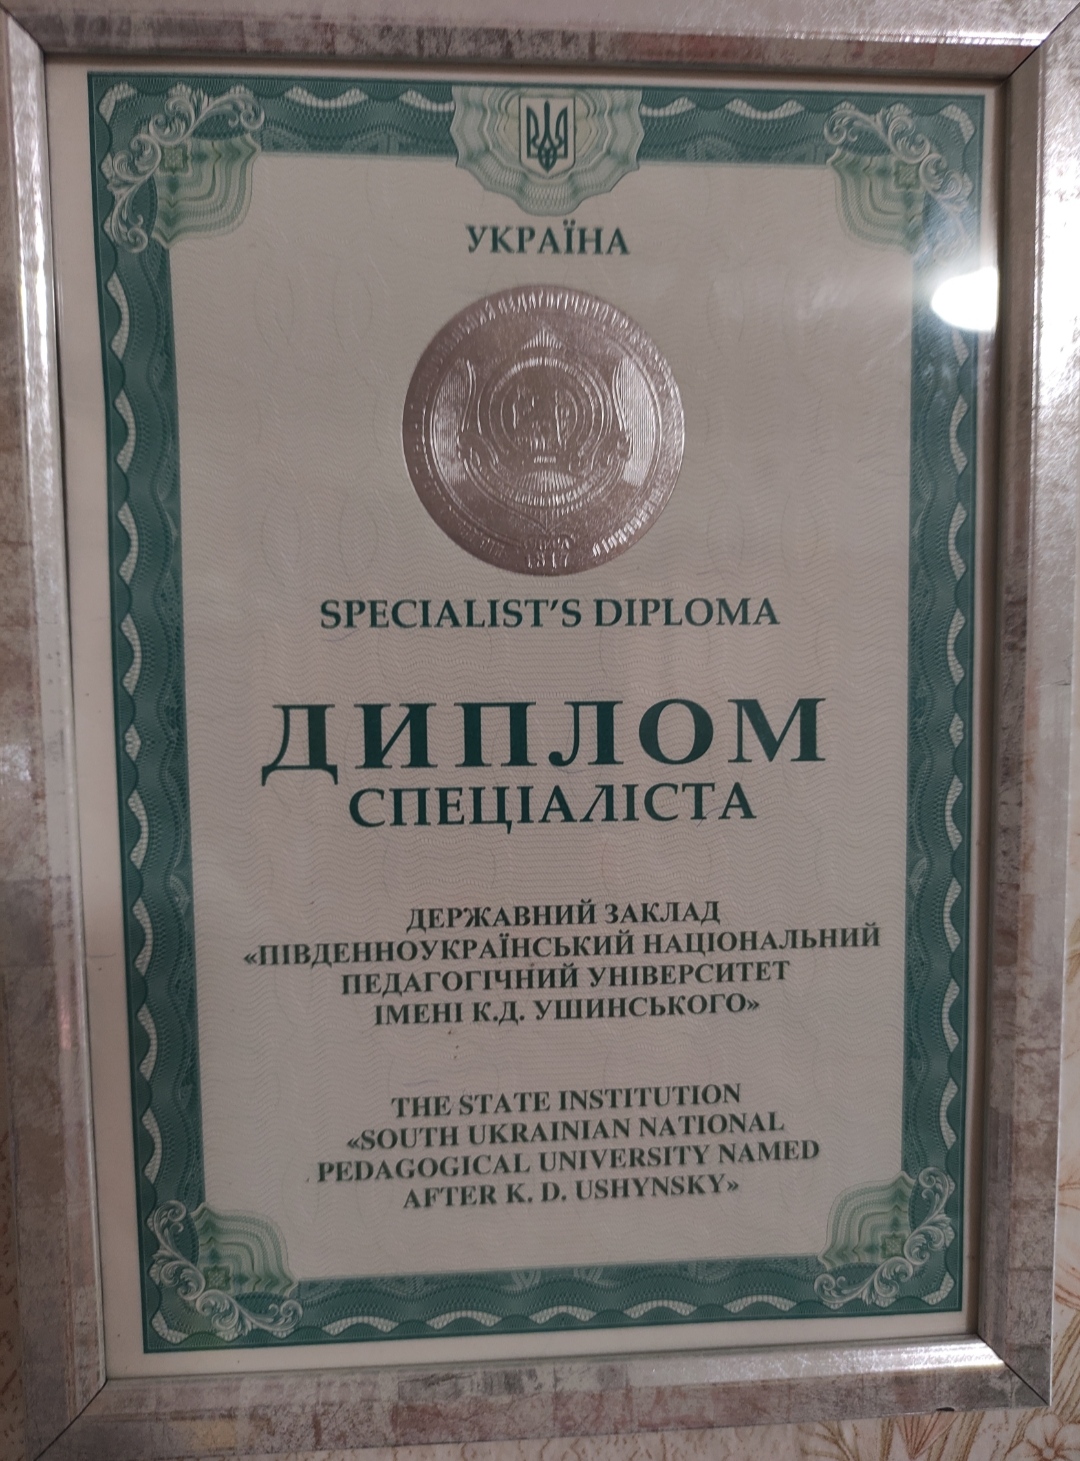 УКРАЇНА
1817
SPECIALIST'S DIPLOMA
ДИПЛОМ
СПЕЦІАЛІСТА
ДЕРЖАВНИЙ ЗАКЛАД
«ПІВДЕННОУКРАЇНСЬКИЙ НАЦІОНАЛЬНИЙ
ПЕДАГОГІЧНИЙ УНІВЕРСИТЕТ
ІМЕНІ К.Д. УШИНСЬКОГО»
THE STATE INSTITUTION
«SOUTH UKRAINIAN NATIONAL
PEDAGOGICAL UNIVERSITY NAMED
AFTER K. D. USHYNSKY»